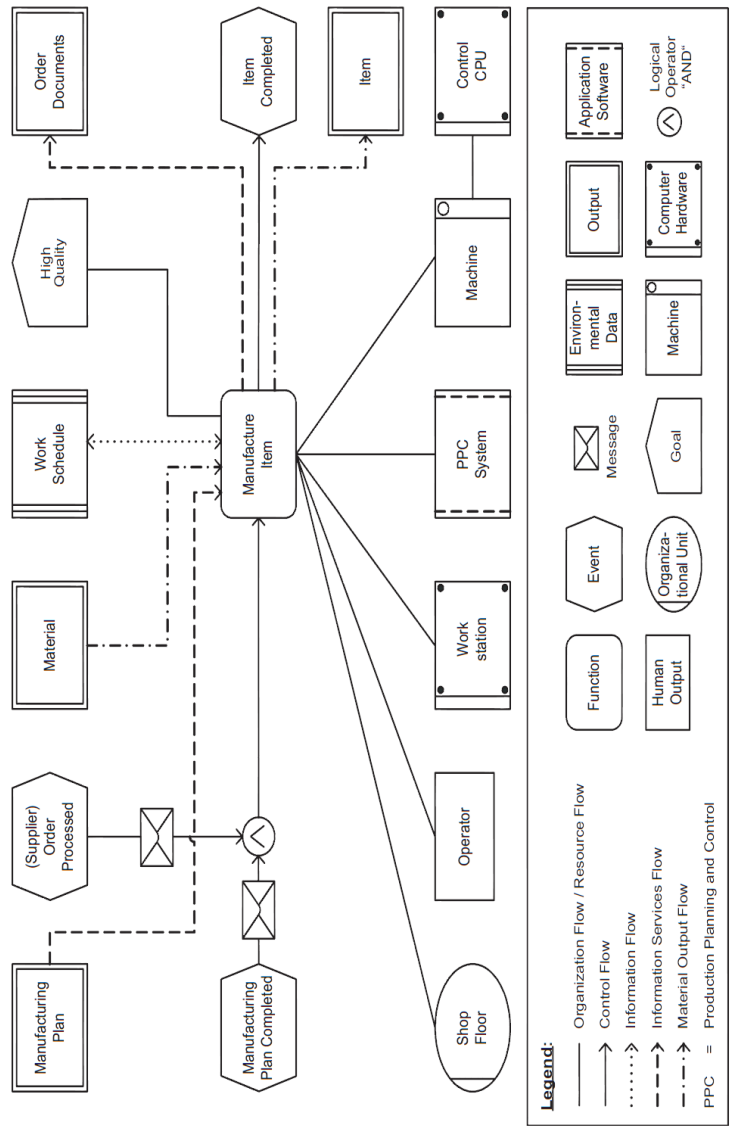 Manufacturing
Plan
(Supplier)
Order
Processed
Material
Work
Schedule
High
Quality
Order
Documents
Manufacturing
Plan Completed
Manufacture
Item
Item
Completed
Item
Shop
Floor
Operator
Work
station
PPC
System
Machine
Control
CPU
Legend:
Organization Flow / Resource Flow
Control Flow
Information Flow
Information Services Flow
Material Output Flow
PPC = Production Planning and Control
Function
Human
Output
Event
Organiza-
tional Unit
Message
Goal
Environ-
mental
Data
Machine
Output
Computer
Hardware
Application
Software
Logical
Operator
"AND"